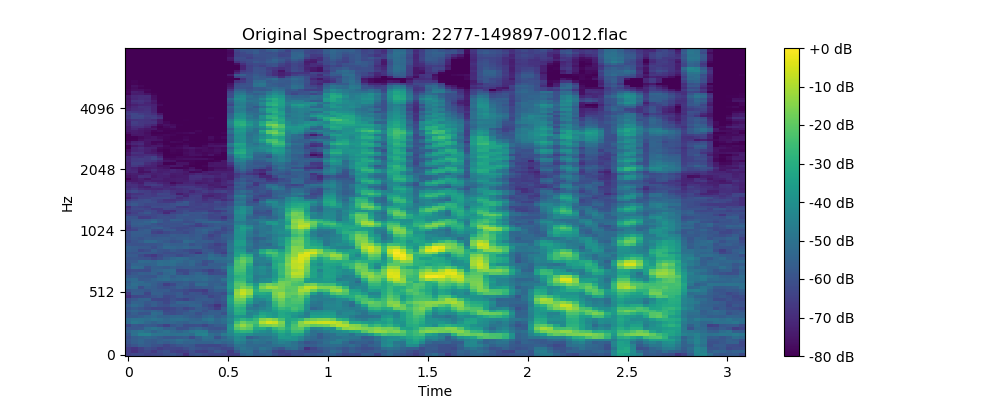 Original Spectrogram: 2277-149897-0012.flac
Hz
4096
2048
1024
512
0
0
0.5
1
1.5
2
2.5
3
Time
+0 dB
-10 dB
-20 dB
-30 dB
-40 dB
-50 dB
-60 dB
-70 dB
-80 dB